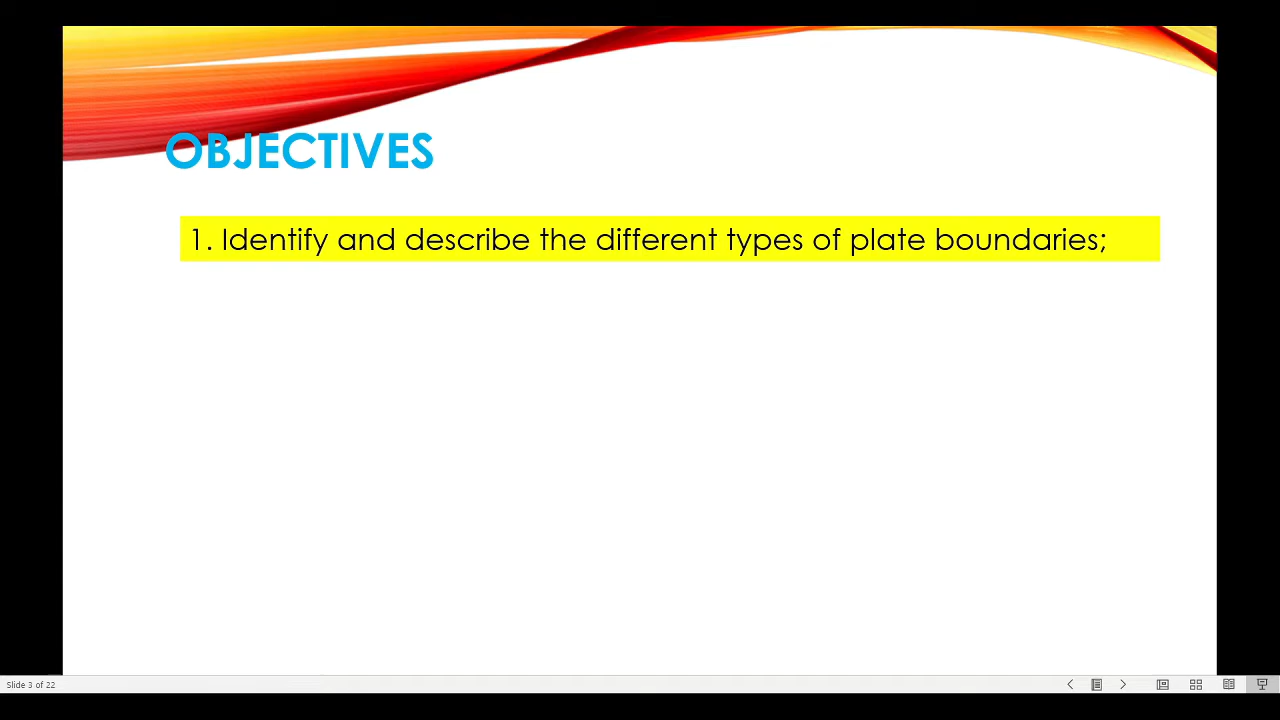 OBJECTIVES
1. Identify and describe the different types of plate boundaries;
Slide 3 of 22